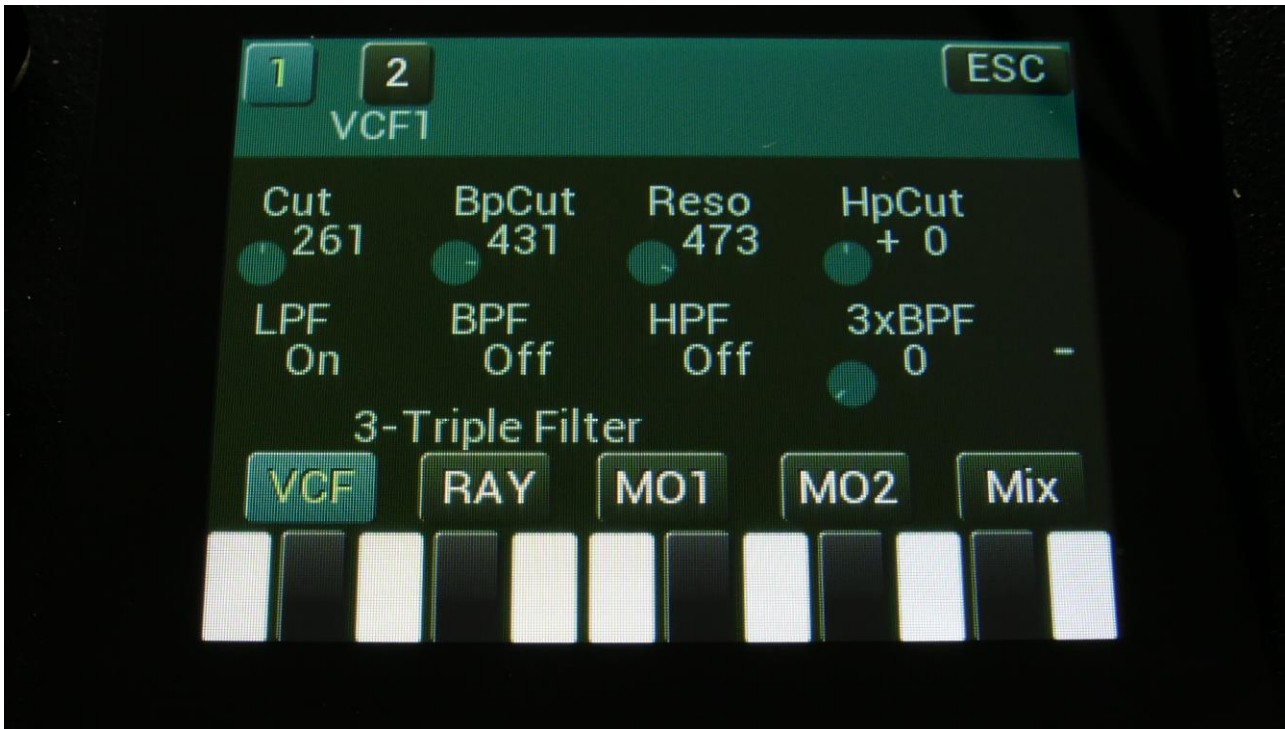 1 2 ESC
VCF1
Cut BpCut Reso HpCut
261 431 473 + 0
LPF BPF HPF 3xBPF
On Off Off 0 -
3-Triple Filter
VCF RAY MO1 MO2 Mix